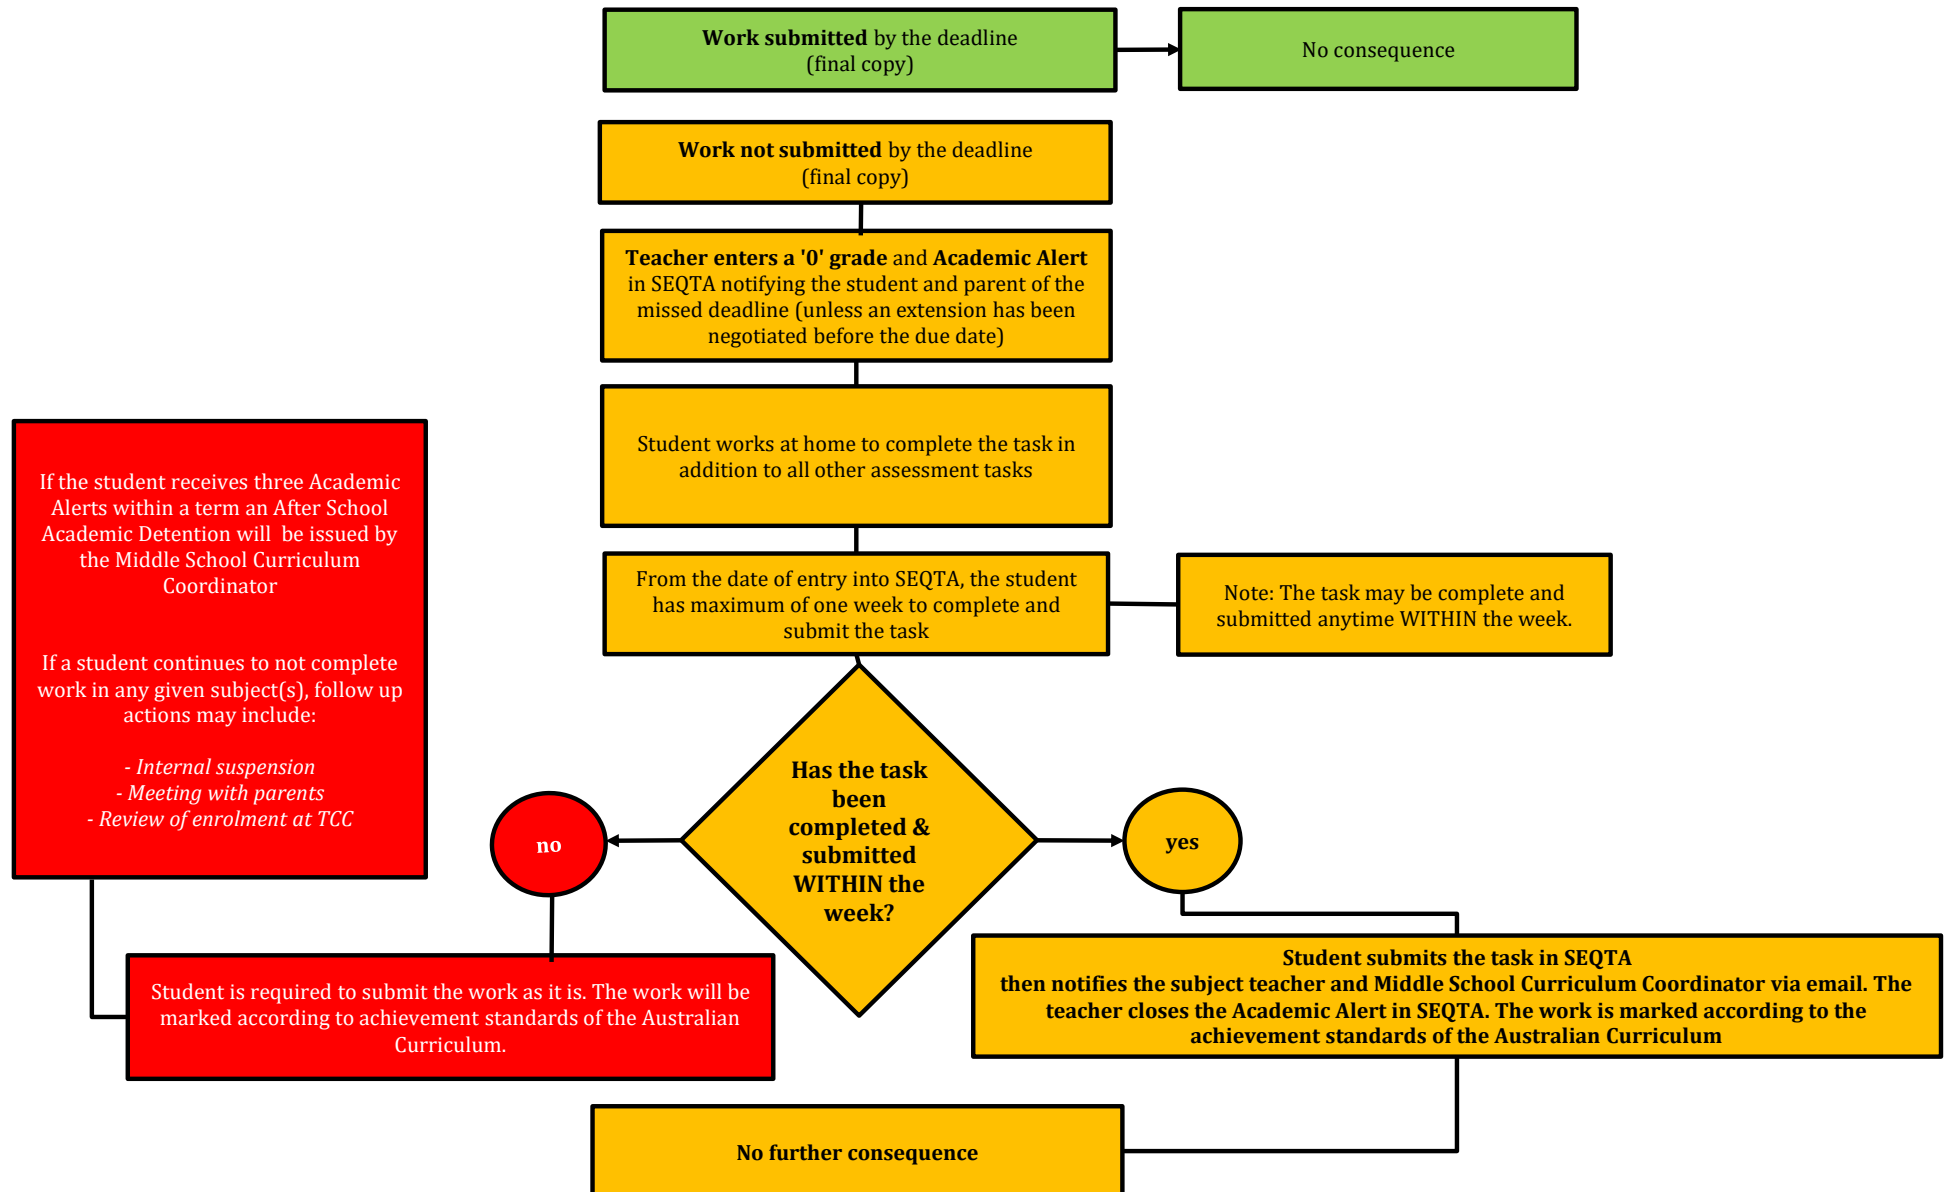 Work submitted by the deadline
(final copy)
No consequence
Work not submitted by the deadline
(final copy)
Teacher enters a '0' grade and Academic Alert
in SEQTA notifying the student and parent of the
missed deadline (unless an extension has been
negotiated before the due date)
Student works at home to complete the task in
addition to all other assessment tasks
From the date of entry into SEQTA, the student
has maximum of one week to complete and
submit the task
Note: The task may be complete and
submitted anytime WITHIN the week.
If the student receives three Academic
Alerts within a term an After School
Academic Detention will be issued by
the Middle School Curriculum
Coordinator
If a student continues to not complete
work in any given subject(s), follow up
actions may include:
- Internal suspension
- Meeting with parents
- Review of enrolment at TCC
Has the task
been
completed &
submitted
WITHIN the
week?
no
yes
Student is required to submit the work as it is. The work will be
marked according to achievement standards of the Australian
Curriculum.
Student submits the task in SEQTA
then notifies the subject teacher and Middle School Curriculum Coordinator via email. The
teacher closes the Academic Alert in SEQTA. The work is marked according to the
achievement standards of the Australian Curriculum
No further consequence